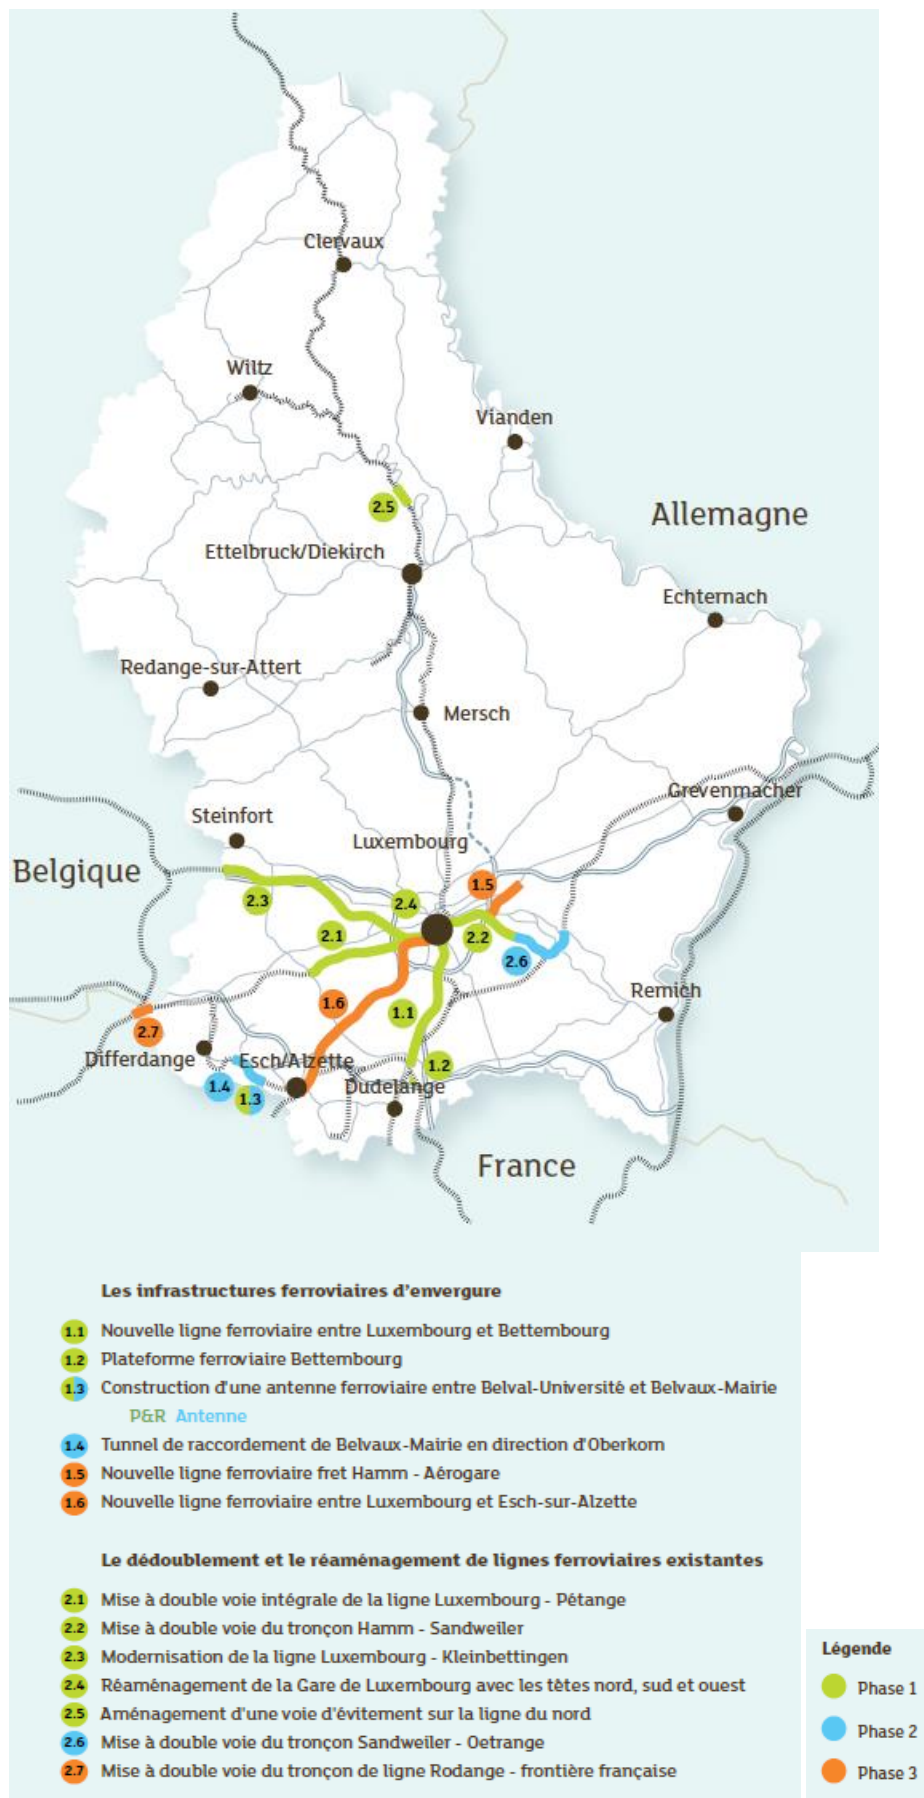 Clervaux
Wiltz
Vianden
2.5
Allemagne
Ettelbruck/Diekirch
Echternach
Redange-sur-Attert
Mersch
Grevenmacher
Steinfort
Luxembourg
Belgique
1.5
2.3
2.4
2.1
2.2
2.6
Remich
1.6
1.1
2.7
Differdange
Esch/Alzette
1.2
1.4
Dudelange
1.3
France
Les infrastructures ferroviaires d'envergure
1.1 Nouvelle ligne ferroviaire entre Luxembourg et Bettembourg
1.2 Plateforme ferroviaire Bettembourg
1.3 Construction d'une antenne ferroviaire entre Belval-Université et Belvaux-Mairie
P&R Antenne
1.4 Tunnel de raccordement de Belvaux-Mairie en direction d'Oberkorn
1.5 Nouvelle ligne ferroviaire fret Hamm - Aérogare
1.6 Nouvelle ligne ferroviaire entre Luxembourg et Esch-sur-Alzette
Le dédoublement et le réaménagement de lignes ferroviaires existantes
2.1 Mise à double voie intégrale de la ligne Luxembourg - Pétange
2.2 Mise à double voie du tronçon Hamm - Sandweiler
2.3 Modernisation de la ligne Luxembourg - Kleinbettingen
2.4 Réaménagement de la Gare de Luxembourg avec les têtes nord, sud et ouest
2.5 Aménagement d'une voie d'évitement sur la ligne du nord
2.6 Mise à double voie du tronçon Sandweiler - Oetrange
2.7 Mise à double voie du tronçon de ligne Rodange - frontière française
Légende
Phase 1
Phase 2
Phase 3